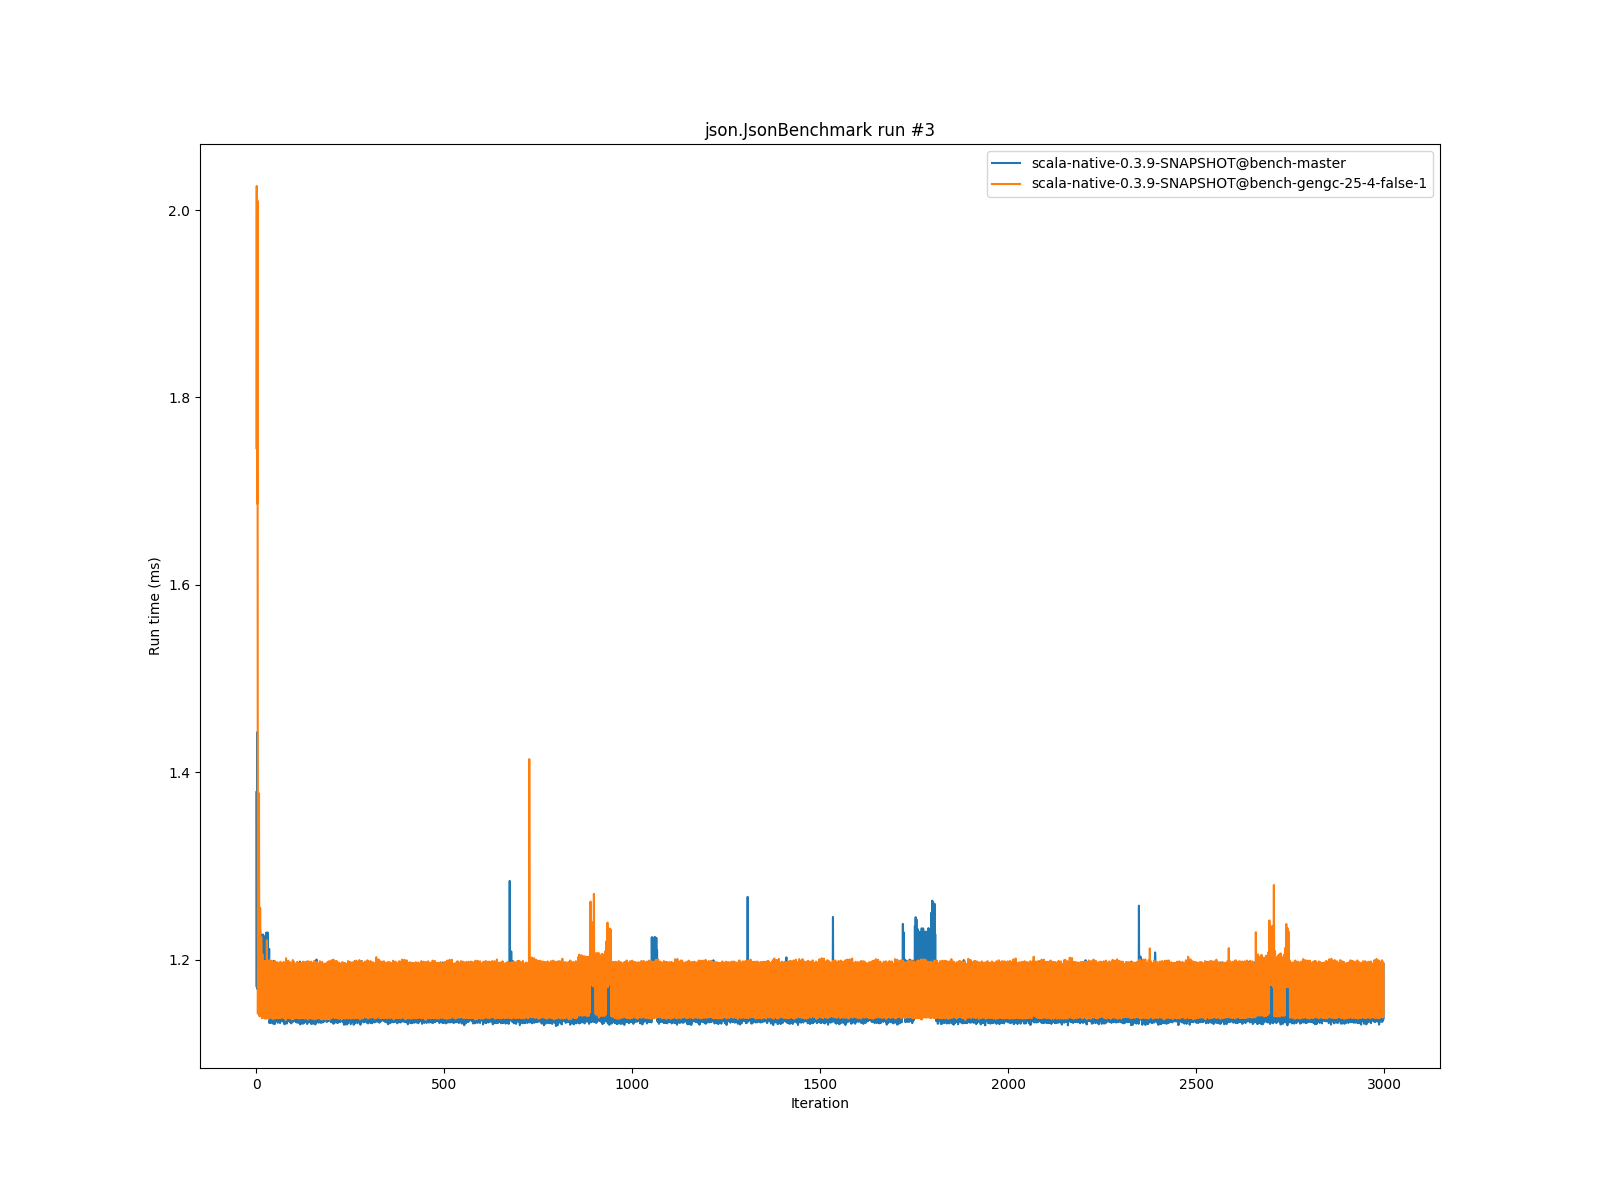 json.JsonBenchmark run #3
scala-native-0.3.9-SNAPSHOT@bench-master
scala-native-0.3.9-SNAPSHOT@bench-gengc-25-4-false-1
2.0
1.8
1.6
1.4
1.2
Run time (ms)
0
500
1000
1500
2000
2500
3000
Iteration